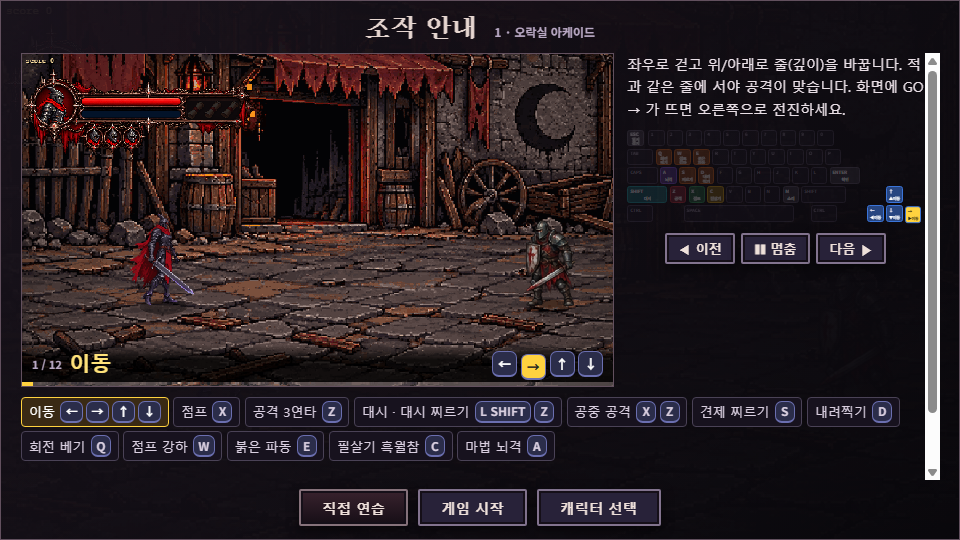 조작 안내 1 · 오락실 아케이드
좌우로 걷고 위/아래로 줄(깊이)을 바꿉니다. 적
과 같은 줄에 서야 공격이 맞습니다. 화면에 GO
→ 가 뜨면 오른쪽으로 전진하세요.
◀ 이전
멈춤
다음 ▶
1 / 12 이동
← → ↑ ↓
이동 ← → ↑ ↓
점프 X
공격 3연타 Z
대시 · 대시 찌르기 L SHIFT Z
공중 공격 X Z
견제 찌르기 S
내려찍기 D
회전 베기 Q
점프 강하 W
붉은 파동 E
필살기 흑월참 C
마법 뇌격 A
직접 연습
게임 시작
캐릭터 선택